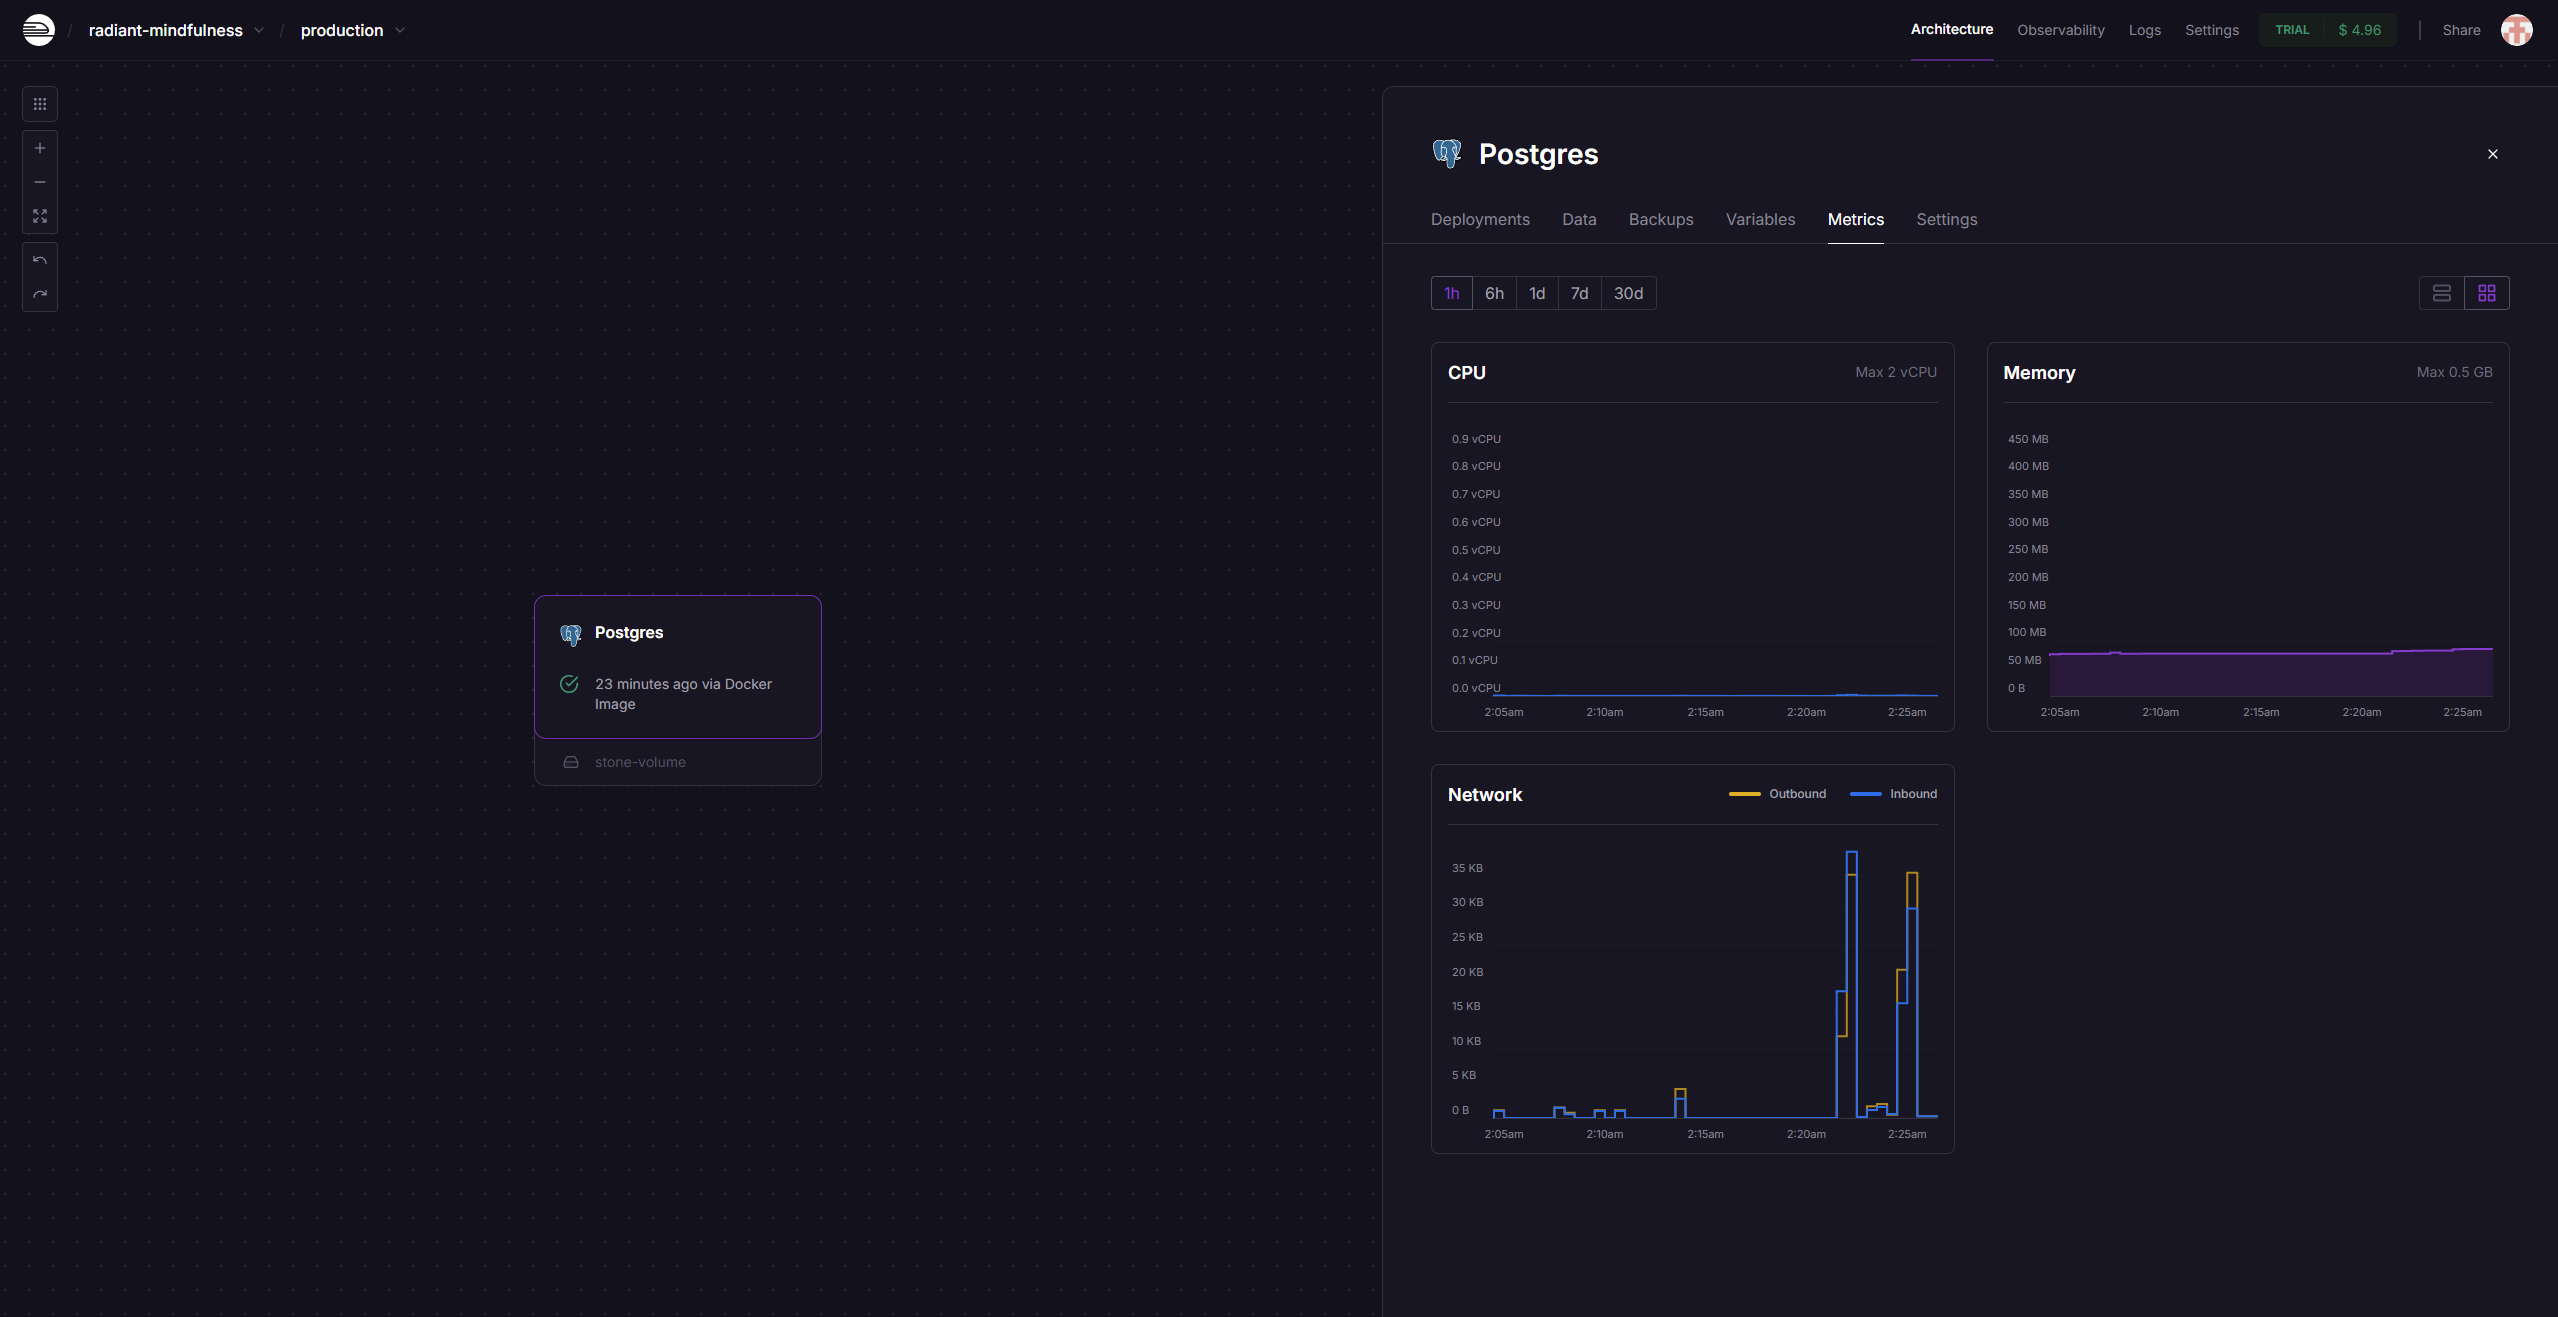 / radiant-mindfulness / production
Architecture Observability Logs Settings TRIAL $ 4.96 Share
Postgres
Deployments Data Backups Variables Metrics Settings
1h 6h 1d 7d 30d
CPU Max 2 vCPU
0.9 vCPU
0.8 vCPU
0.7 vCPU
0.6 vCPU
0.5 vCPU
0.4 vCPU
0.3 vCPU
0.2 vCPU
0.1 vCPU
0.0 vCPU
2:05am 2:10am 2:15am 2:20am 2:25am
Memory Max 0.5 GB
450 MB
400 MB
350 MB
300 MB
250 MB
200 MB
150 MB
100 MB
50 MB
0 B
2:05am 2:10am 2:15am 2:20am 2:25am
Postgres
23 minutes ago via Docker
Image
stone-volume
Network Outbound Inbound
35 KB
30 KB
25 KB
20 KB
15 KB
10 KB
5 KB
0 B
2:05am 2:10am 2:15am 2:20am 2:25am